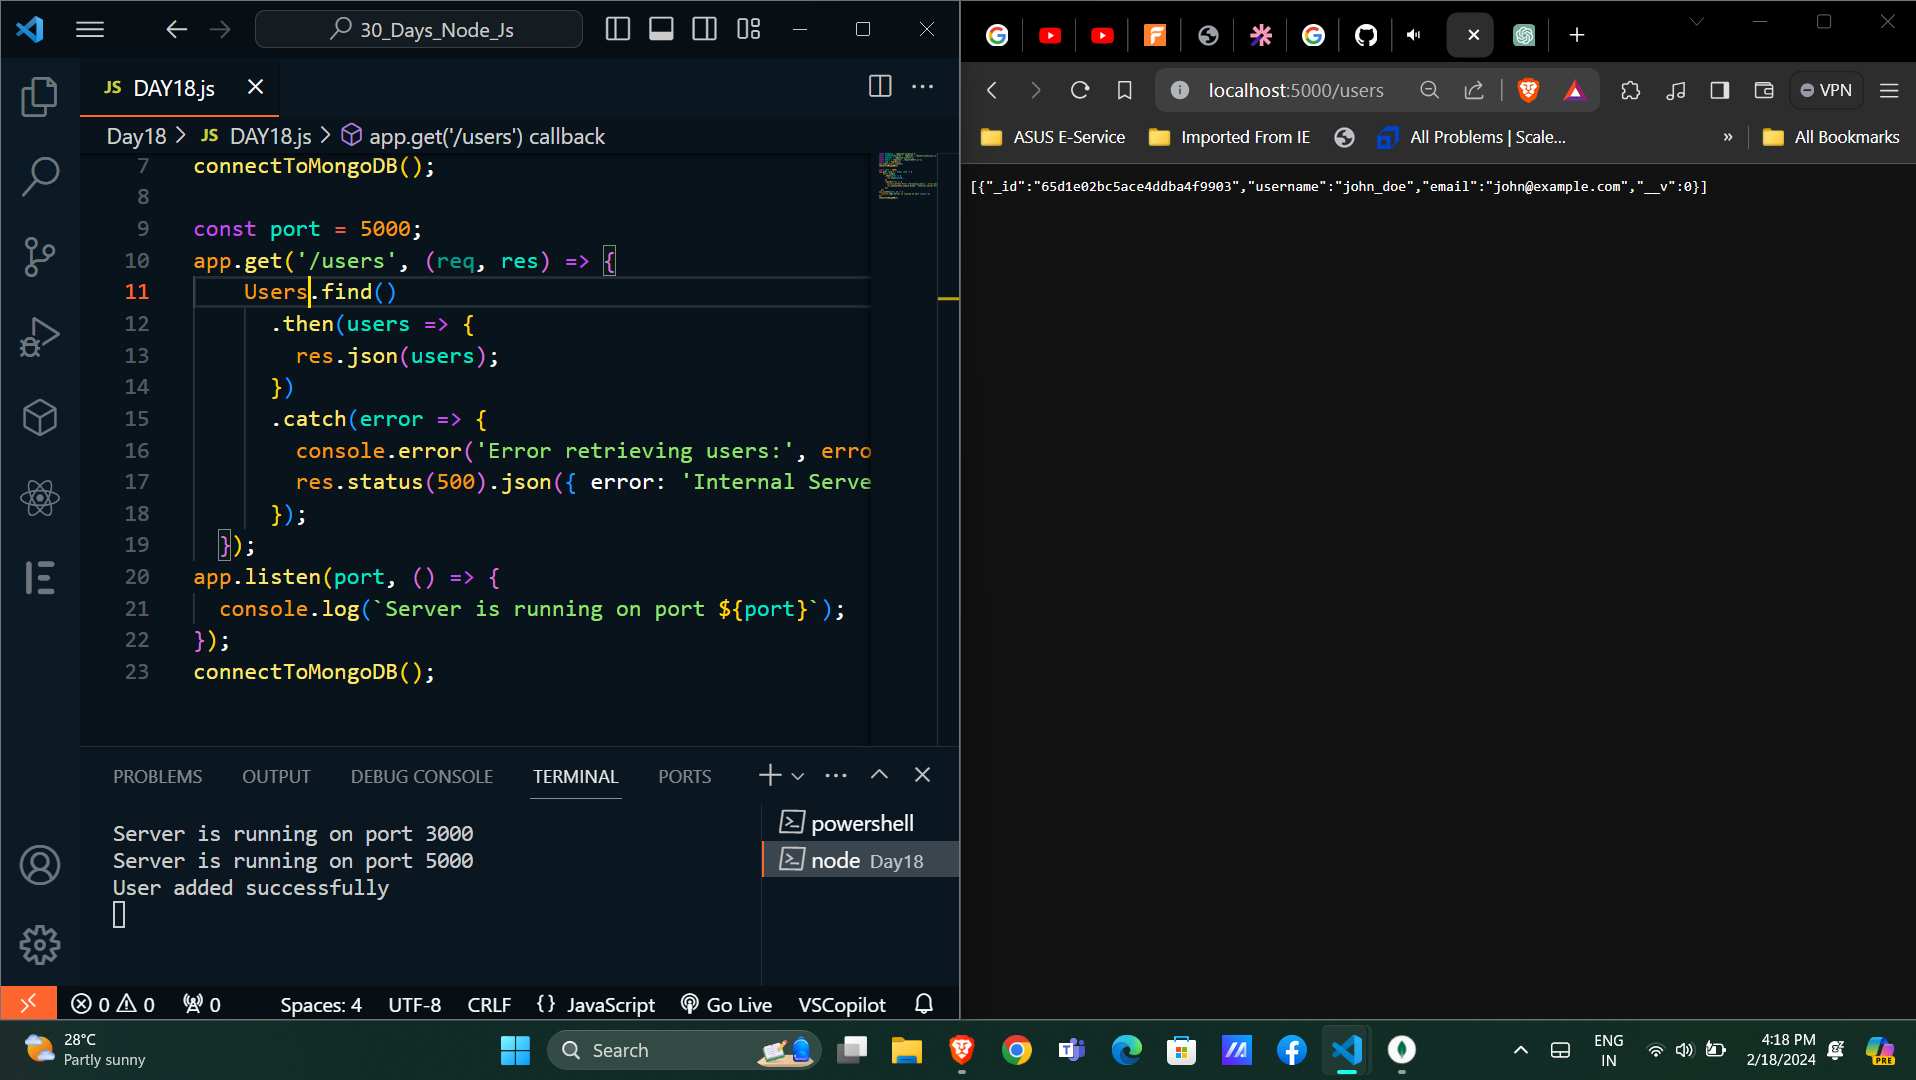 30_Days_Node_Js
JS DAY18.js
Day18 > JS DAY18.js > app.get('/users') callback
7 connectToMongoDB();
8
9 const port = 5000;
10 app.get('/users', (req, res) => {
11 Users.find()
12 .then(users => {
13 res.json(users);
14 })
15 .catch(error => {
16 console.error('Error retrieving users:', erro
17 res.status(500).json({ error: 'Internal Serve
18 });
19 });
20 app.listen(port, () => {
21 console.log(`Server is running on port ${port}`);
22 });
23 connectToMongoDB();
PROBLEMS OUTPUT DEBUG CONSOLE TERMINAL PORTS
Server is running on port 3000
Server is running on port 5000
User added successfully
powershell
node Day18
0 0 0 Spaces: 4 UTF-8 CRLF {} JavaScript Go Live VSCopilot
localhost:5000/users
VPN
ASUS E-Service Imported From IE All Problems | Scale... » All Bookmarks
[{"_id":"65d1e02bc5ace4ddba4f9903","username":"john_doe","email":"john@example.com","__v":0}]
28°C
Partly sunny
Search
ENG
IN
4:18 PM
2/18/2024
PRE